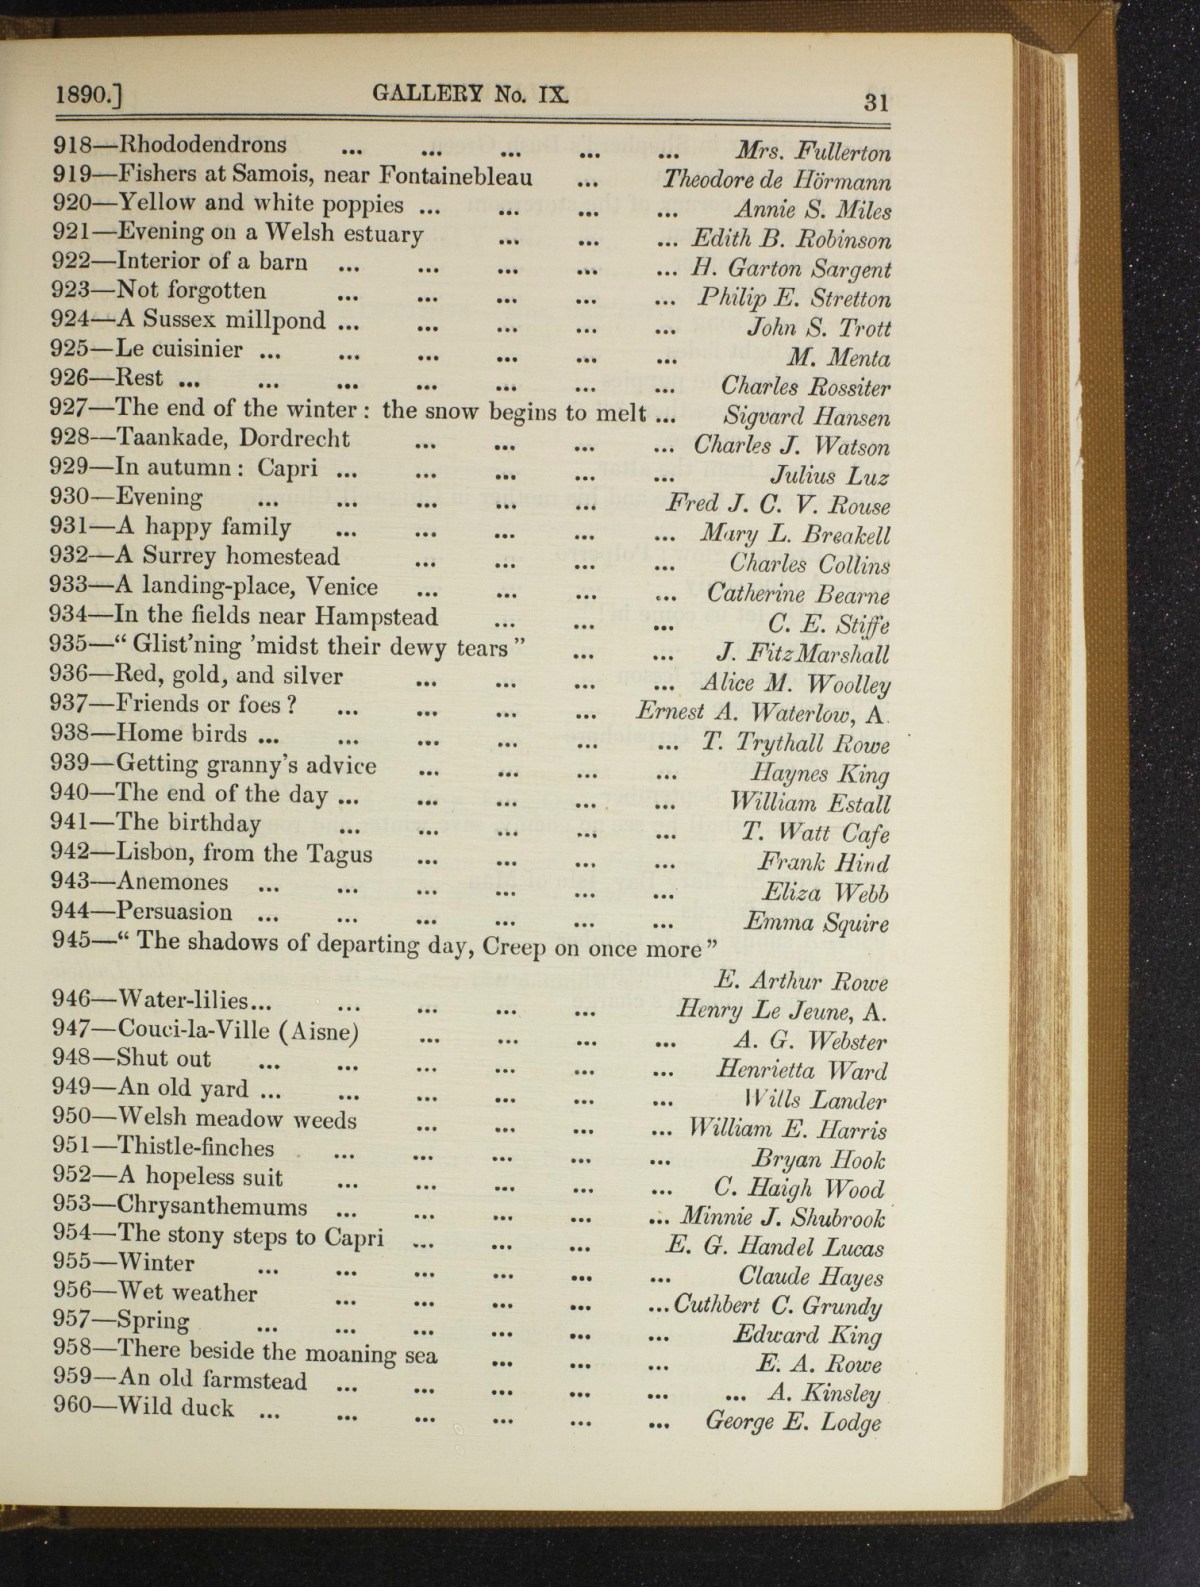 1890.] GALLERY No. IX. 31
918—Rhododendrons ... ... ... ... ... Mrs. Fullerton
919—Fishers at Samois, near Fontainebleau ... Theodore de Hörmann
920—Yellow and white poppies ... ... ... ... Annie S. Miles
921—Evening on a Welsh estuary ... ... ... Edith B. Robinson
922—Interior of a barn ... ... ... ... ... H. Garton Sargent
923—Not forgotten ... ... ... ... ... Philip E. Stretton
924—A Sussex millpond ... ... ... ... ... John S. Trott
925—Le cuisinier ... ... ... ... ... ... M. Menta
926—Rest ... ... ... ... ... ... ... Charles Rossiter
927—The end of the winter : the snow begins to melt ... Sigvard Hansen
928—Taankade, Dordrecht ... ... ... ... Charles J. Watson
929—In autumn : Capri ... ... ... ... ... Julius Luz
930—Evening ... ... ... ... ... Fred J. C. V. Rouse
931—A happy family ... ... ... ... ... Mary L. Breakell
932—A Surrey homestead ... ... ... ... Charles Collins
933—A landing-place, Venice ... ... ... ... Catherine Bearne
934—In the fields near Hampstead ... ... ... C. E. Stiffe
935—“ Glist’ning ’midst their dewy tears ” ... ... J. FitzMarshall
936—Red, gold, and silver ... ... ... ... Alice M. Woolley
937—Friends or foes ? ... ... ... ... Ernest A. Waterlow, A.
938—Home birds ... ... ... ... ... ... T. Trythall Rowe
939—Getting granny’s advice ... ... ... ... Haynes King
940—The end of the day ... ... ... ... ... William Estall
941—The birthday ... ... ... ... ... T. Watt Cafe
942—Lisbon, from the Tagus ... ... ... ... Frank Hind
943—Anemones ... ... ... ... ... ... Eliza Webb
944—Persuasion ... ... ... ... ... ... Emma Squire
945—“ The shadows of departing day, Creep on once more ”
E. Arthur Rowe
946—Water-lilies... ... ... ... ... Henry Le Jeune, A.
947—Couci-la-Ville (Aisne) ... ... ... ... A. G. Webster
948—Shut out ... ... ... ... ... ... Henrietta Ward
949—An old yard ... ... ... ... ... ... Wills Lander
950—Welsh meadow weeds ... ... ... ... William E. Harris
951—Thistle-finches ... ... ... ... ... Bryan Hook
952—A hopeless suit ... ... ... ... ... C. Haigh Wood
953—Chrysanthemums ... ... ... ... ... Minnie J. Shubrook
954—The stony steps to Capri ... ... ... E. G. Handel Lucas
955—Winter ... ... ... ... ... ... Claude Hayes
956—Wet weather ... ... ... ... ... Cuthbert C. Grundy
957—Spring ... ... ... ... ... ... Edward King
958—There beside the moaning sea ... ... ... E. A. Rowe
959—An old farmstead ... ... ... ... ... ... A. Kinsley
960—Wild duck ... ... ... ... ... ... George E. Lodge